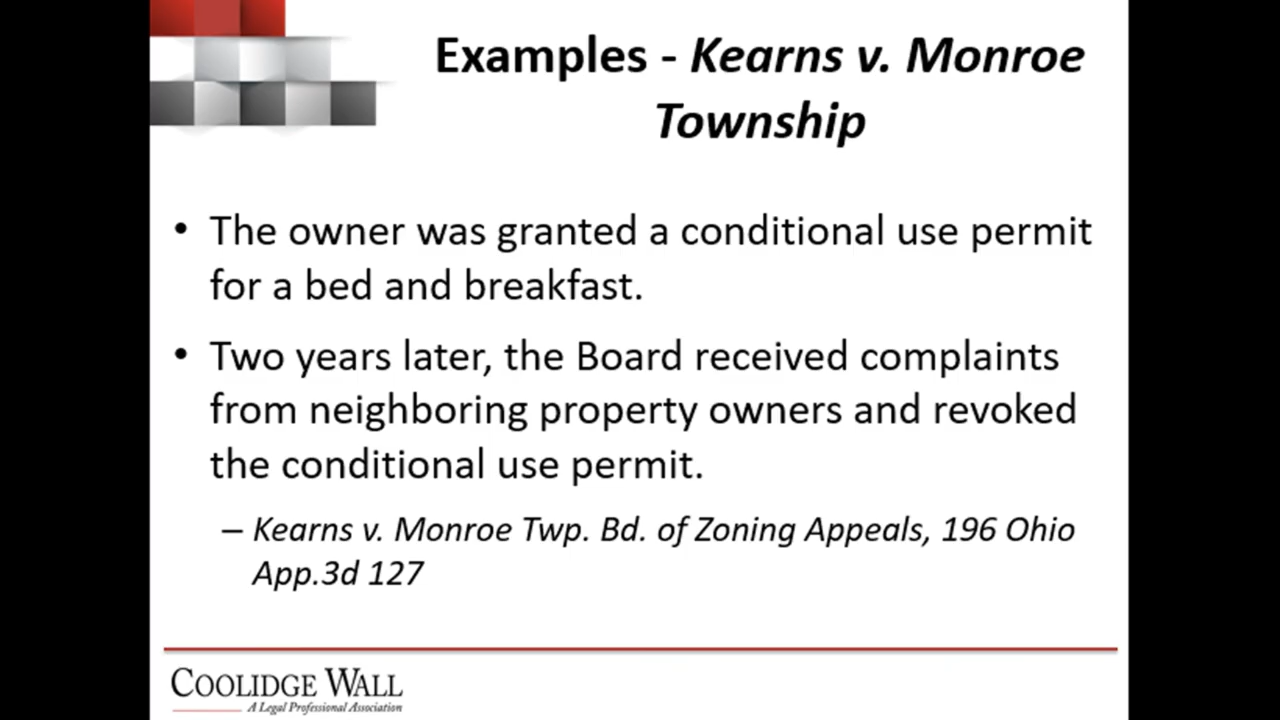 Examples - Kearns v. Monroe
Township
• The owner was granted a conditional use permit
for a bed and breakfast.
• Two years later, the Board received complaints
from neighboring property owners and revoked
the conditional use permit.
– Kearns v. Monroe Twp. Bd. of Zoning Appeals, 196 Ohio
App.3d 127
COOLIDGE WALL
A Legal Professional Association